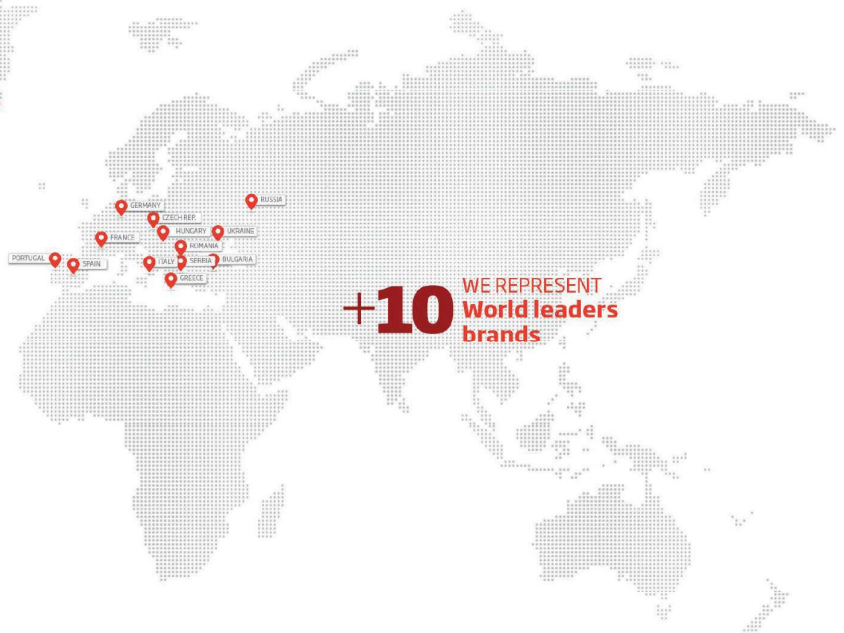 RUSSIA
GERMANY
CZECH REP.
HUNGARY
UKRAINE
FRANCE
ROMANIA
PORTUGAL
SPAIN
ITALY
SERBIA
BULGARIA
GREECE
+10
WE REPRESENT
World leaders
brands